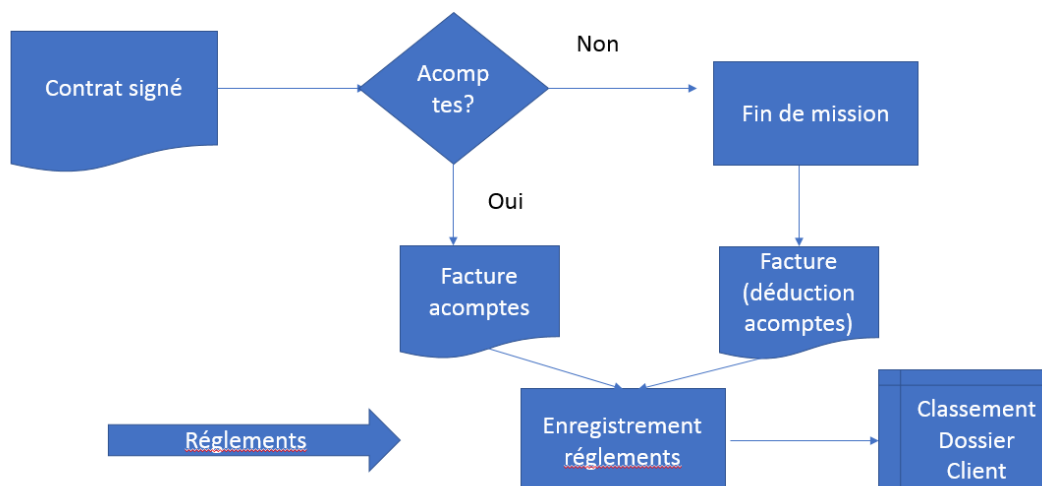 Contrat signé
Acomp
tes?
Non
Fin de mission
Oui
Facture
acomptes
Facture
(déduction
acomptes)
Réglements
Enregistrement
réglements
Classement
Dossier
Client